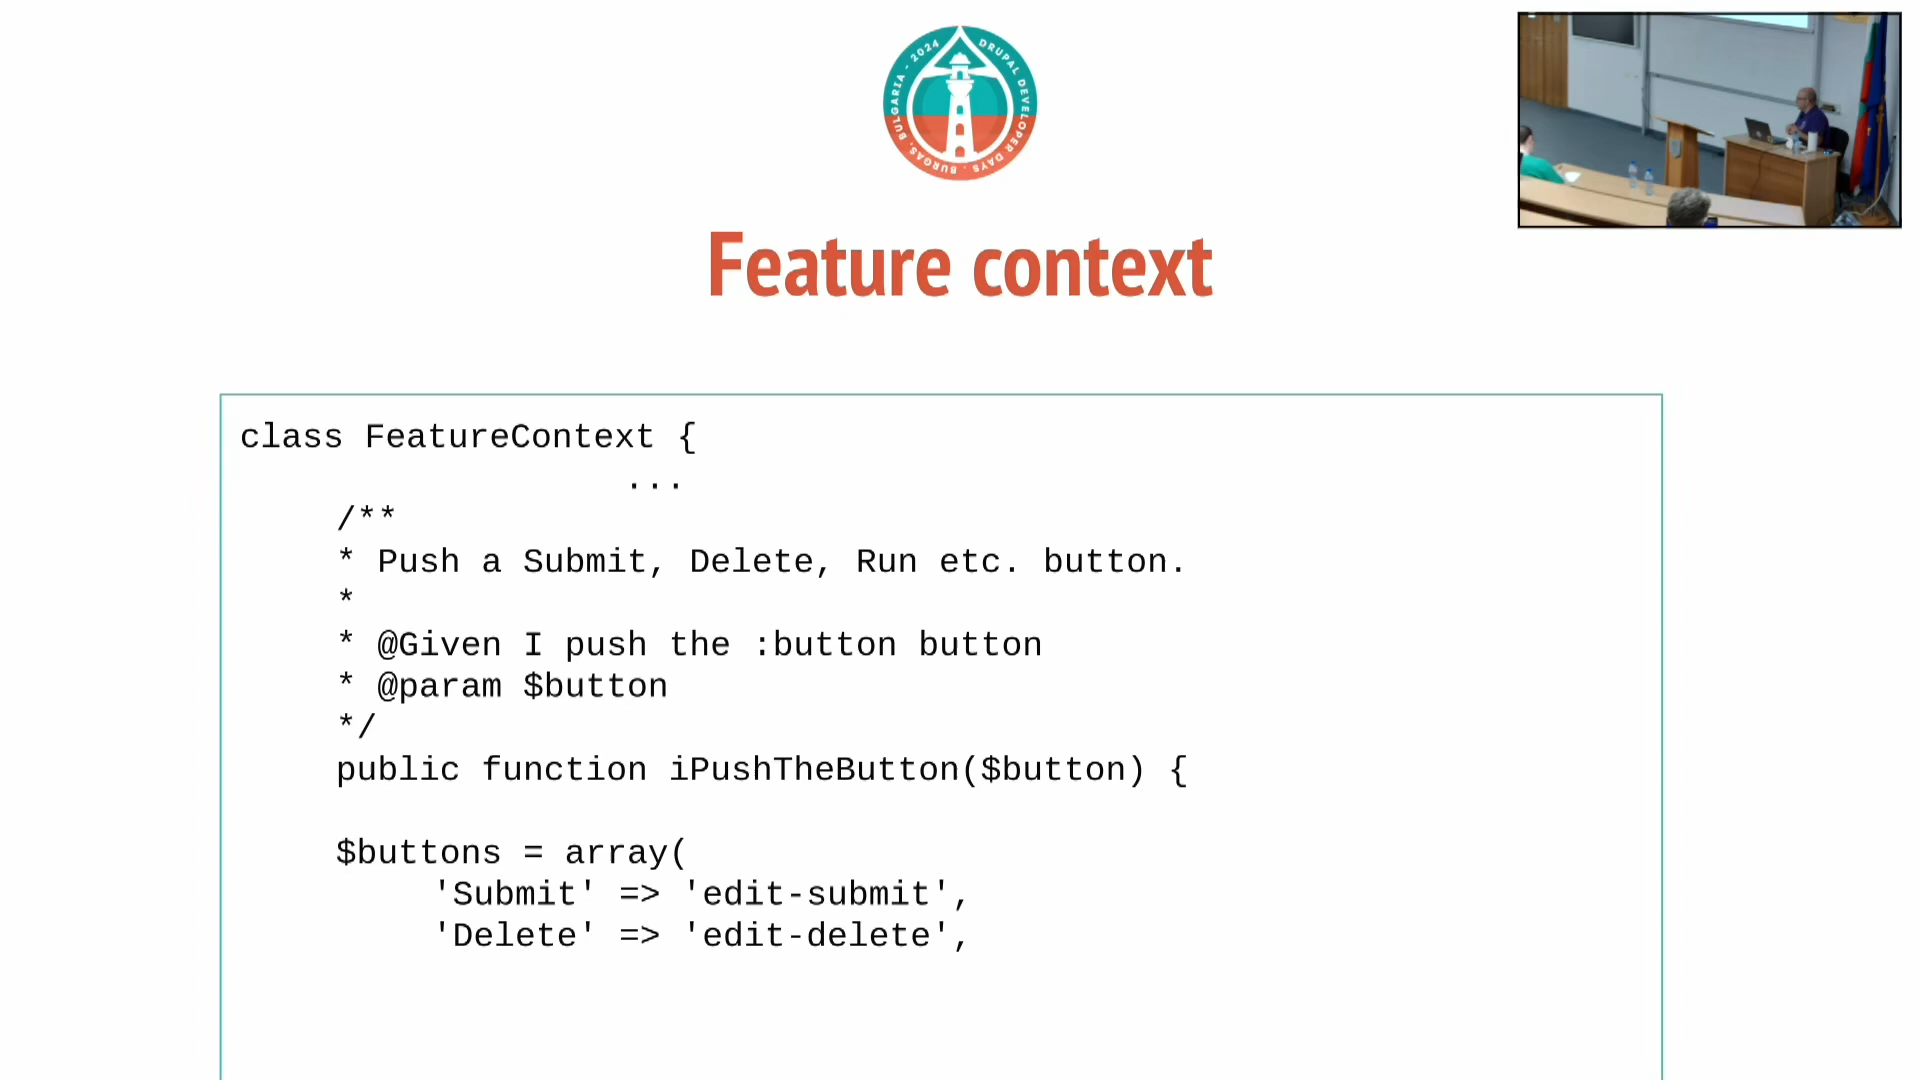 BURGAS, BULGARIA - 2024 - DRUPAL DEVELOPER DAYS
Feature context
class FeatureContext {
...
/**
* Push a Submit, Delete, Run etc. button.
*
* @Given I push the :button button
* @param $button
*/
public function iPushTheButton($button) {
$buttons = array(
'Submit' => 'edit-submit',
'Delete' => 'edit-delete',